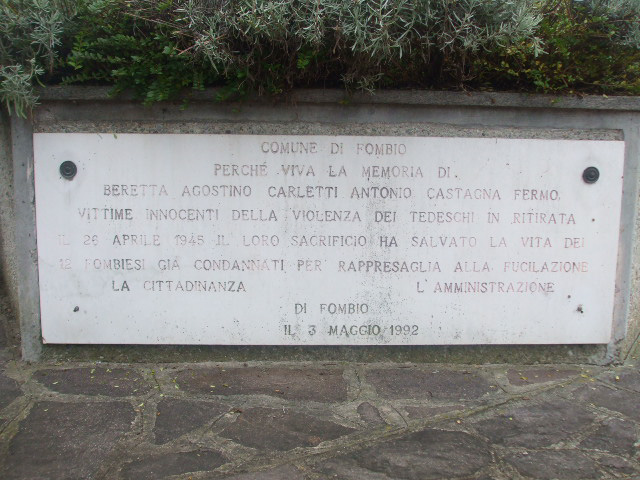 COMUNE DI FOMBIO
PERCHÉ VIVA LA MEMORIA DI:
BERETTA AGOSTINO CARLETTI ANTONIO CASTAGNA FERMO
VITTIME INNOCENTI DELLA VIOLENZA DEI TEDESCHI IN RITIRATA
IL 26 APRILE 1945 IL LORO SACRIFICIO HA SALVATO LA VITA DEI
12 FOMBIESI GIÀ CONDANNATI PER RAPPRESAGLIA ALLA FUCILAZIONE
LA CITTADINANZA L'AMMINISTRAZIONE
DI FOMBIO
IL 3 MAGGIO 1992